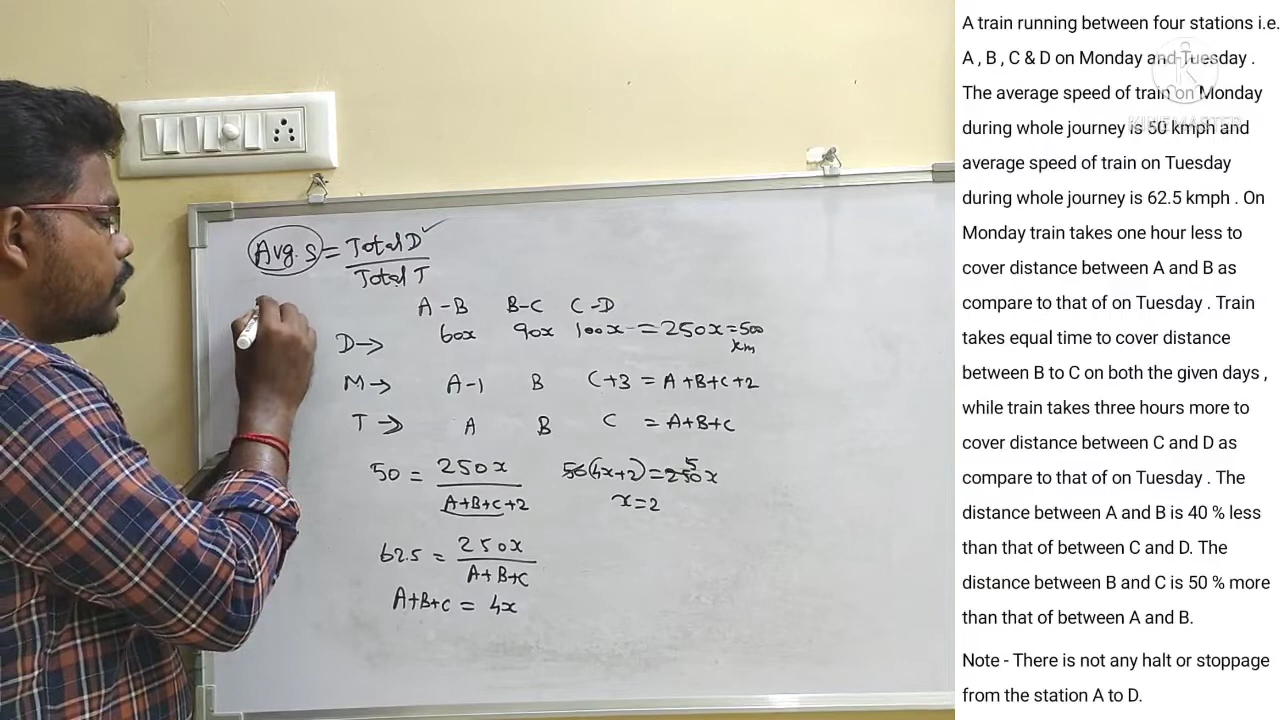 Avg. S = Total D ✓
Total T
A - B B - C C - D
D → 60x 90x 100x = 250x = 500
km
M → A-1 B C+3 = A+B+C+2
T → A B C = A+B+C
50 = 250x
A+B+C+2
50(4x+2) = 250x 5
x = 2
62.5 = 250x
A+B+C
A+B+C = 4x
A train running between four stations i.e.
A , B , C & D on Monday and Tuesday .
The average speed of train on Monday
during whole journey is 50 kmph and
average speed of train on Tuesday
during whole journey is 62.5 kmph . On
Monday train takes one hour less to
cover distance between A and B as
compare to that of on Tuesday . Train
takes equal time to cover distance
between B to C on both the given days ,
while train takes three hours more to
cover distance between C and D as
compare to that of on Tuesday . The
distance between A and B is 40 % less
than that of between C and D. The
distance between B and C is 50 % more
than that of between A and B.
Note - There is not any halt or stoppage
from the station A to D.
KINEMASTER